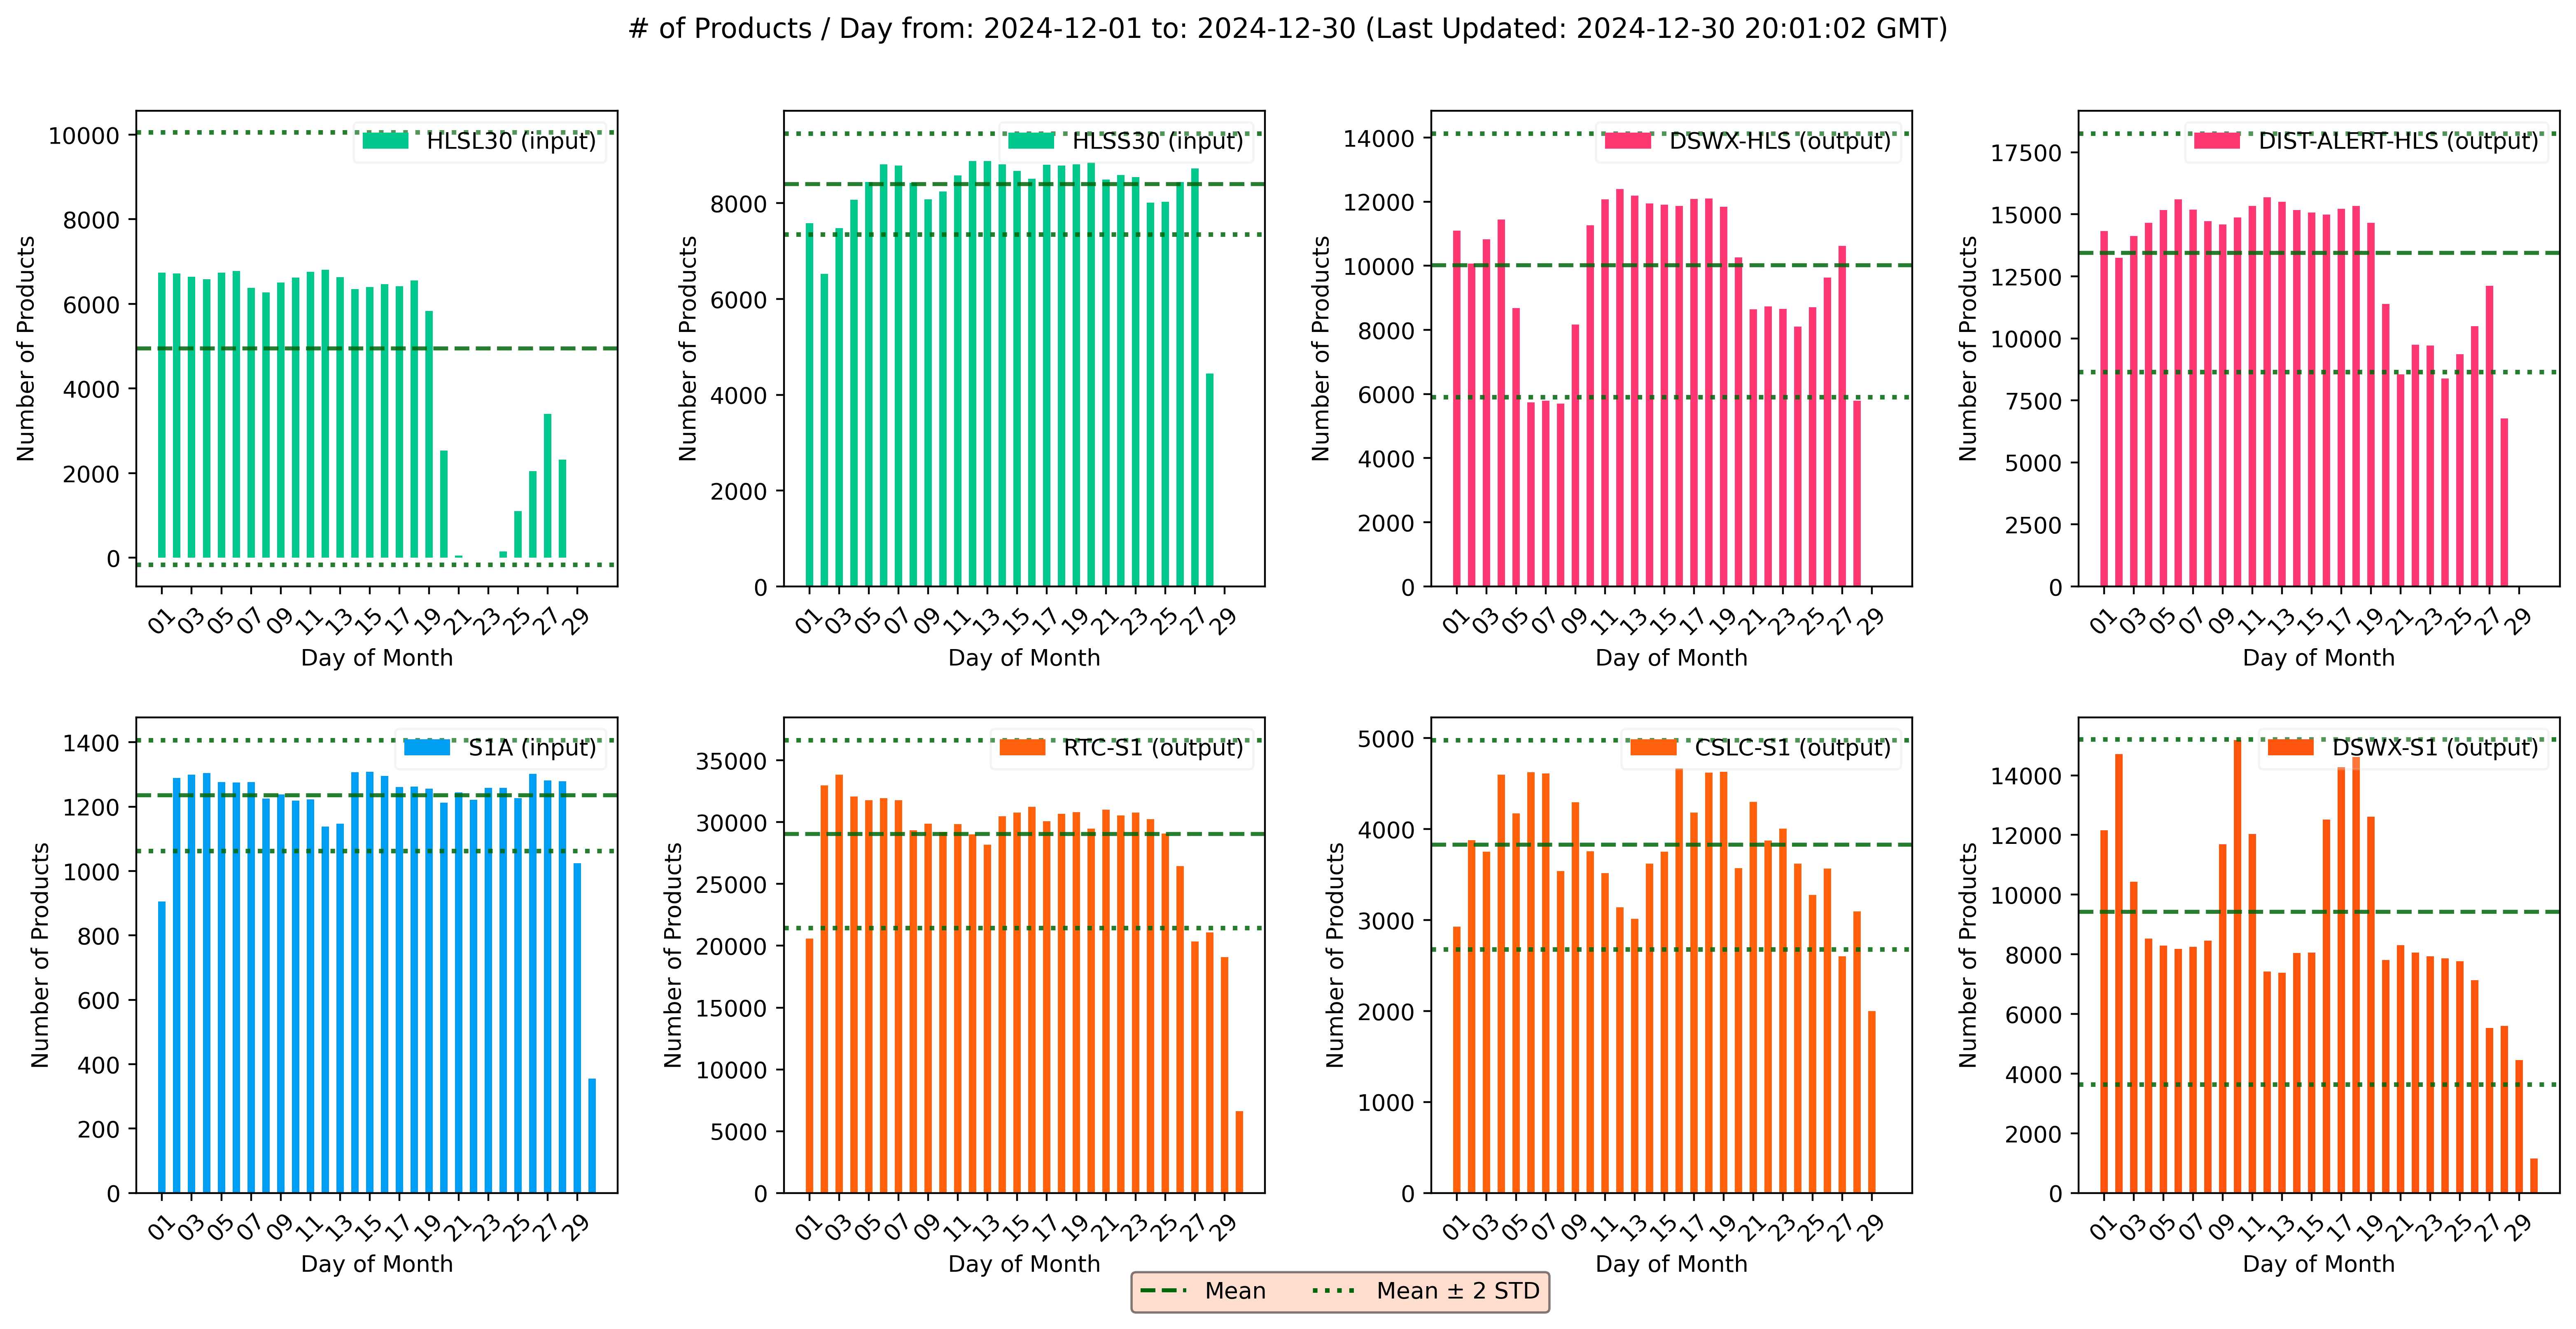 # of Products / Day from: 2024-12-01 to: 2024-12-30 (Last Updated: 2024-12-30 20:01:02 GMT)
HLSL30 (input)
Number of Products
10000
8000
6000
4000
2000
0
01 03 05 07 09 11 13 15 17 19 21 23 25 27 29
Day of Month
HLSS30 (input)
Number of Products
8000
6000
4000
2000
0
01 03 05 07 09 11 13 15 17 19 21 23 25 27 29
Day of Month
DSWX-HLS (output)
Number of Products
14000
12000
10000
8000
6000
4000
2000
0
01 03 05 07 09 11 13 15 17 19 21 23 25 27 29
Day of Month
DIST-ALERT-HLS (output)
Number of Products
17500
15000
12500
10000
7500
5000
2500
0
01 03 05 07 09 11 13 15 17 19 21 23 25 27 29
Day of Month
S1A (input)
Number of Products
1400
1200
1000
800
600
400
200
0
01 03 05 07 09 11 13 15 17 19 21 23 25 27 29
Day of Month
RTC-S1 (output)
Number of Products
35000
30000
25000
20000
15000
10000
5000
0
01 03 05 07 09 11 13 15 17 19 21 23 25 27 29
Day of Month
CSLC-S1 (output)
Number of Products
5000
4000
3000
2000
1000
0
01 03 05 07 09 11 13 15 17 19 21 23 25 27 29
Day of Month
DSWX-S1 (output)
Number of Products
14000
12000
10000
8000
6000
4000
2000
0
01 03 05 07 09 11 13 15 17 19 21 23 25 27 29
Day of Month
Mean Mean ± 2 STD